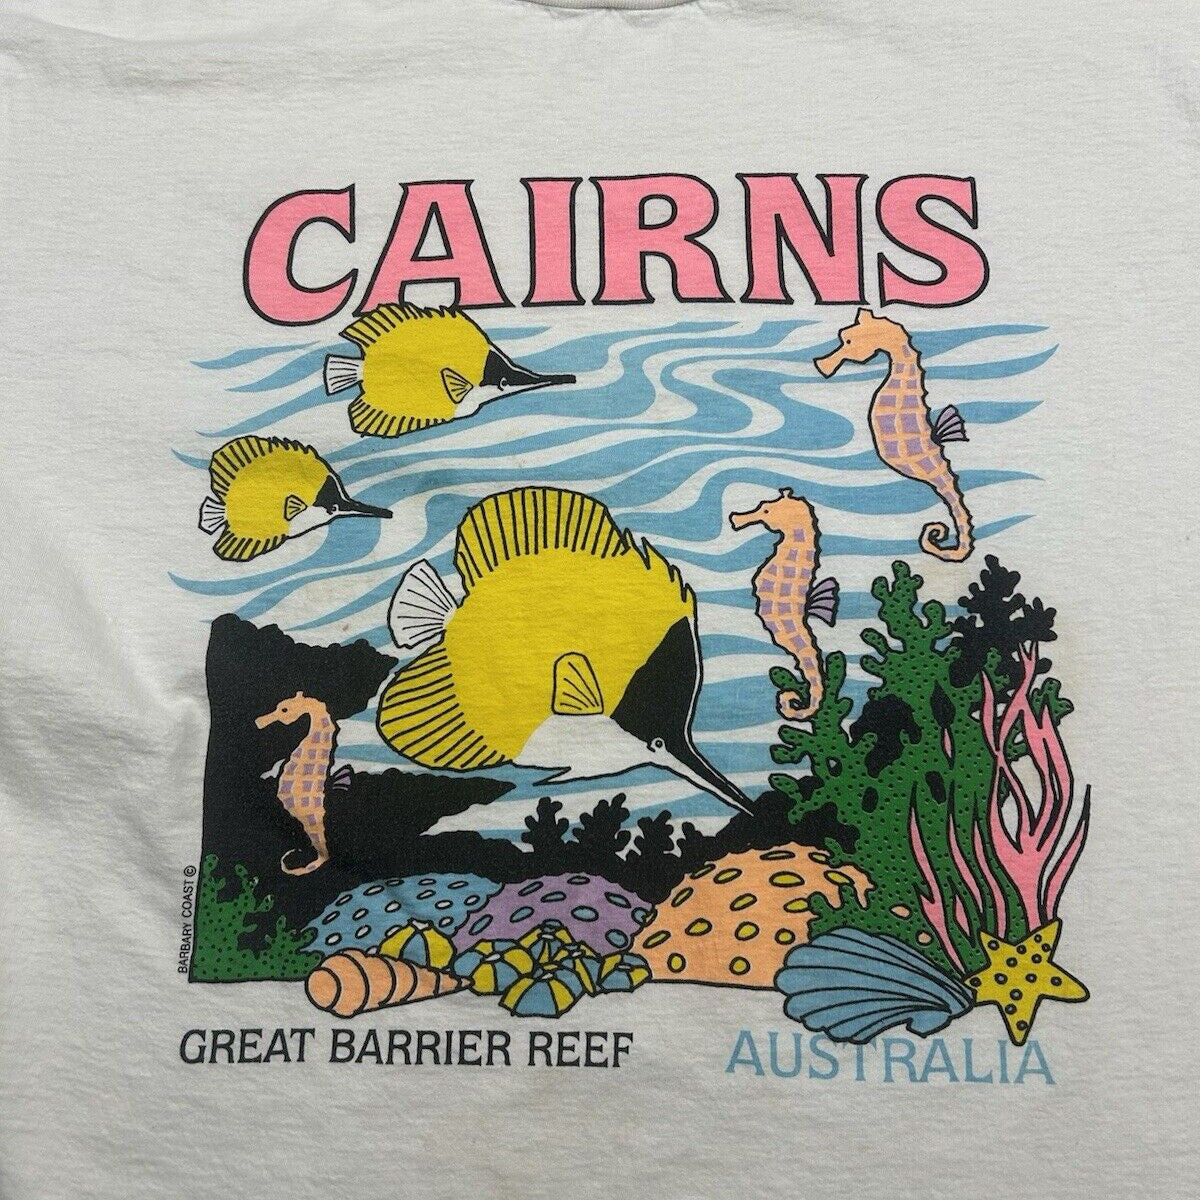 CAIRNS
BARBARY COAST ©
GREAT BARRIER REEF
AUSTRALIA